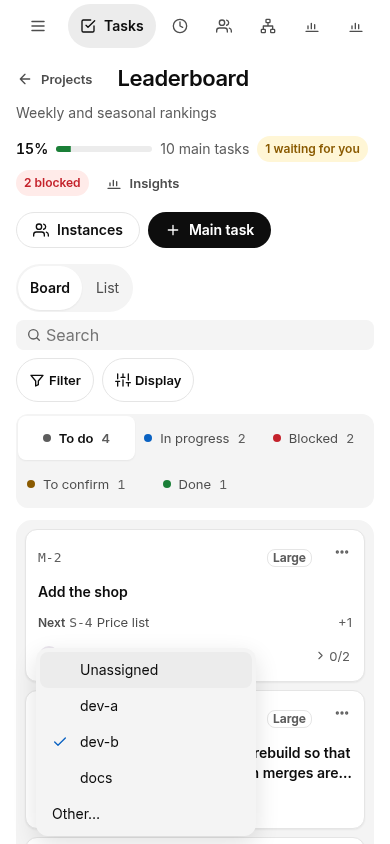 Tasks
Projects
Leaderboard
Weekly and seasonal rankings
15%
10 main tasks
1 waiting for you
2 blocked
Insights
Instances
Main task
Board
List
Search
Filter
Display
To do 4
In progress 2
Blocked 2
To confirm 1
Done 1
M-2
Large
Add the shop
Next S-4 Price list
+1
0/2
Large
rebuild so that
merges are...
Unassigned
dev-a
dev-b
docs
Other...